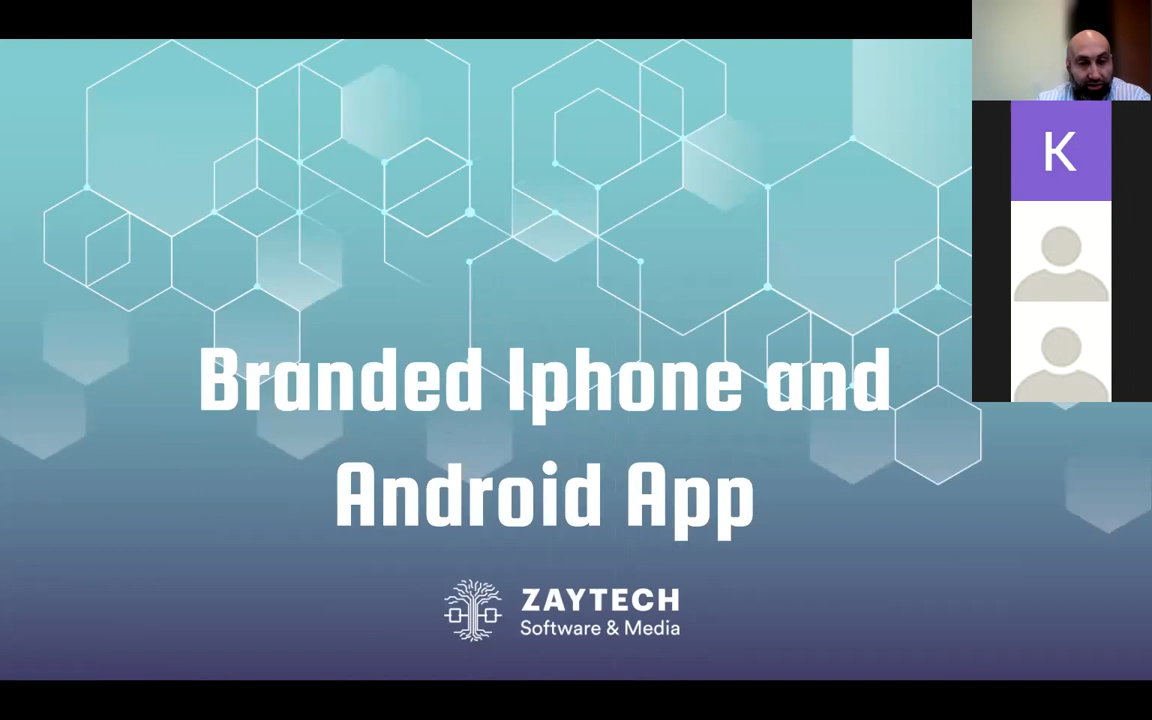 K
Branded Iphone and
Android App
ZAYTECH
Software & Media